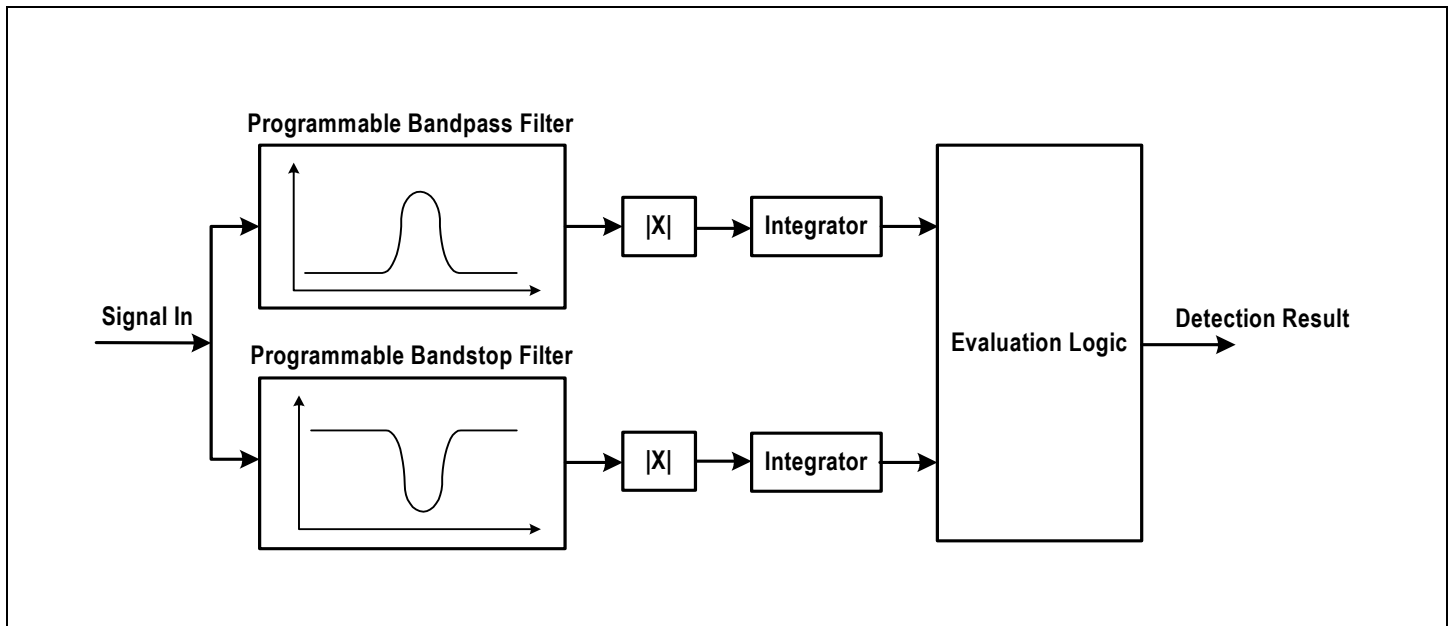 Programmable Bandpass Filter
|X|
Integrator
Signal In
Evaluation Logic
Detection Result
Programmable Bandstop Filter
|X|
Integrator